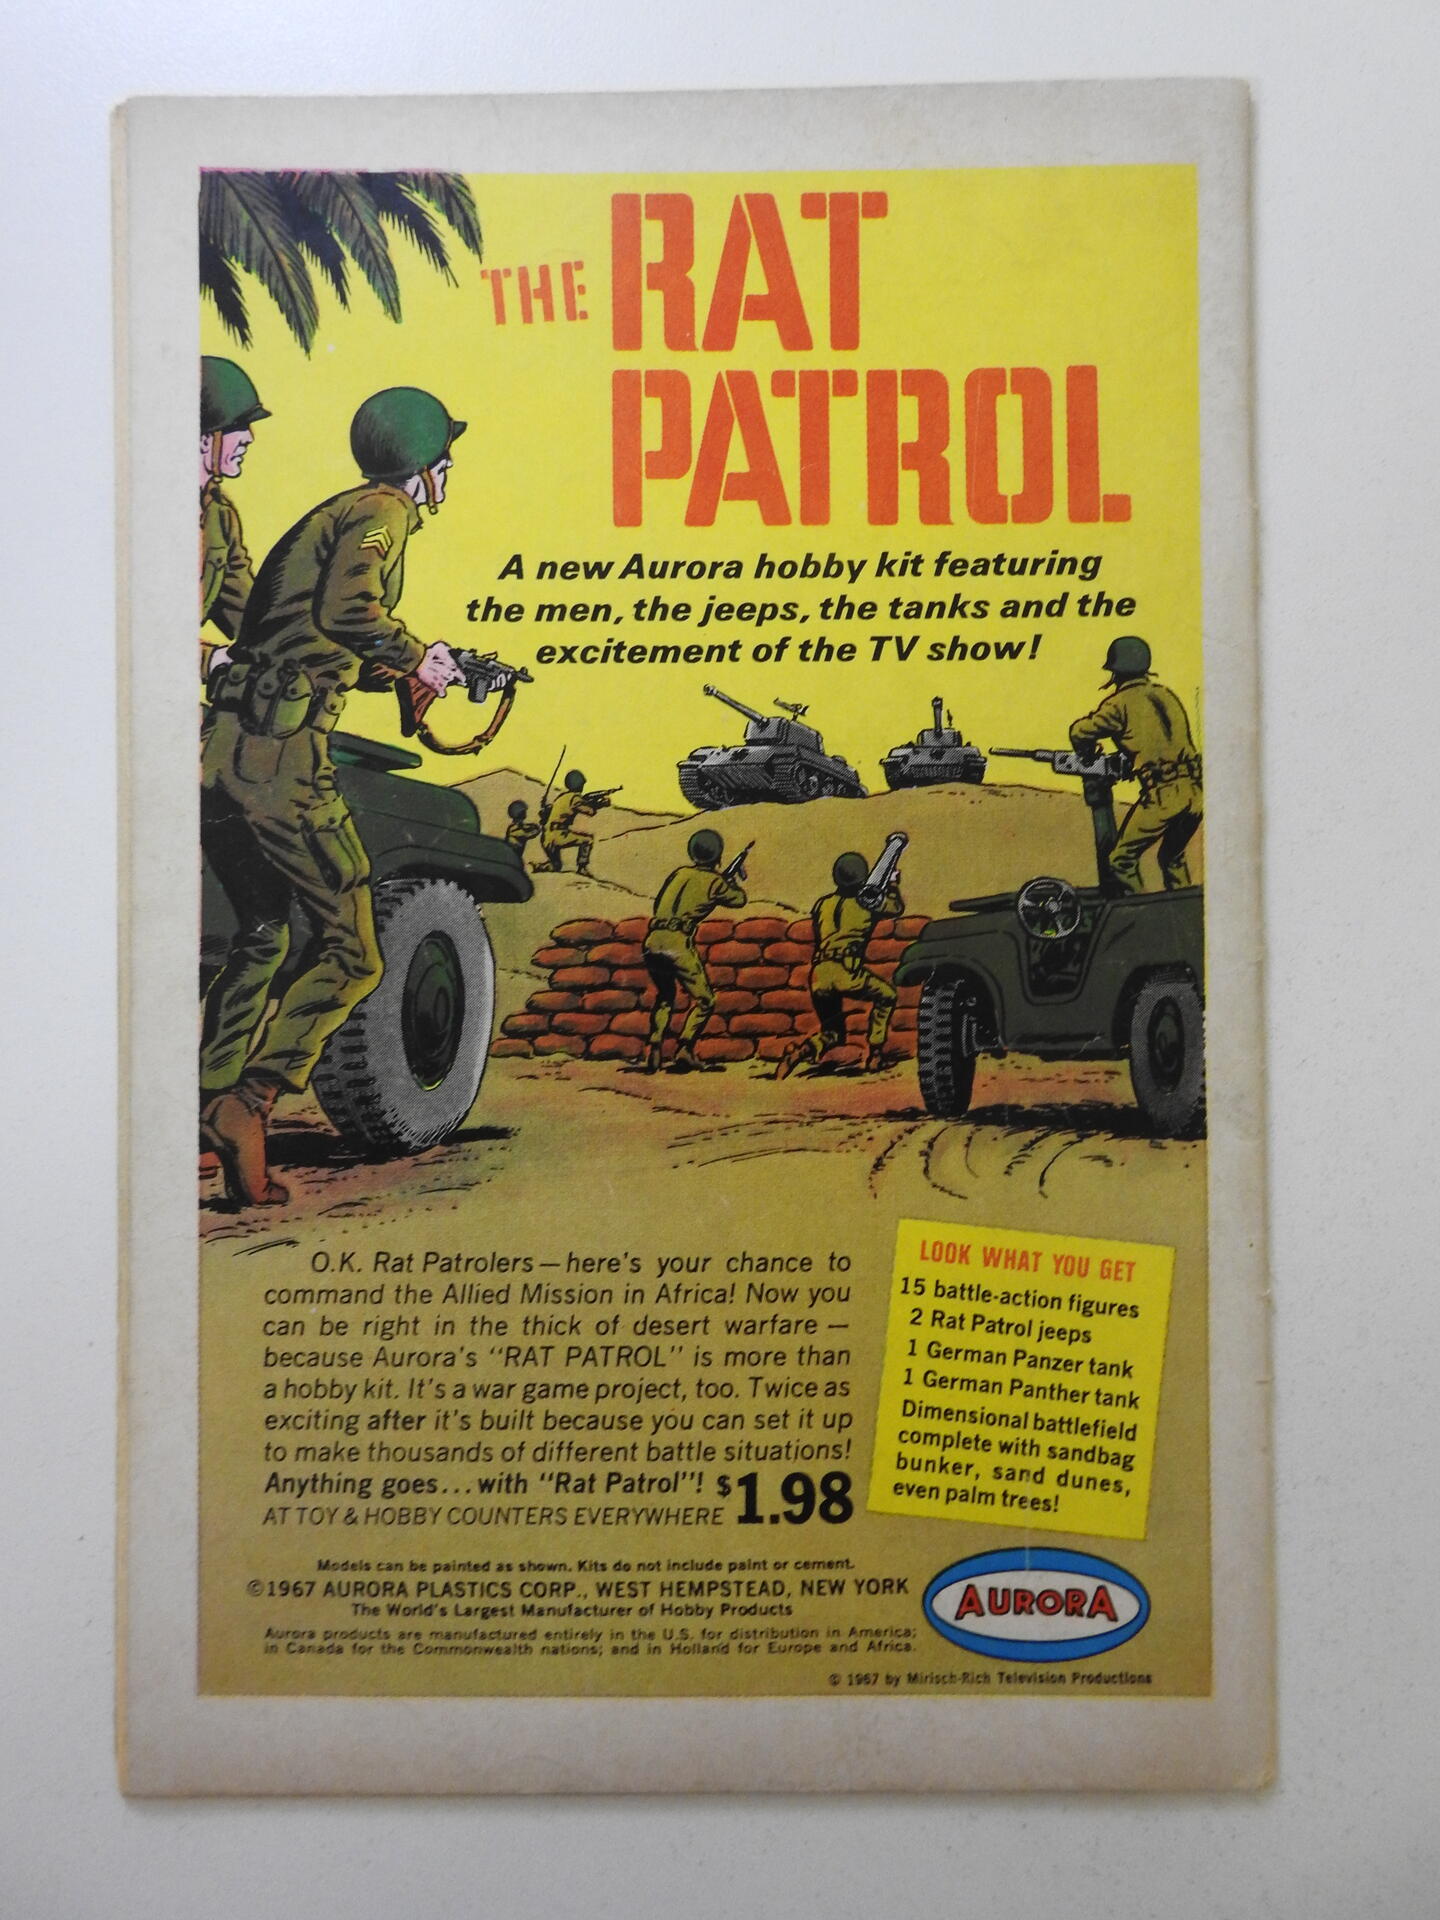 THE RAT
PATROL
A new Aurora hobby kit featuring
the men, the jeeps, the tanks and the
excitement of the TV show!
O.K. Rat Patrolers — here's your chance to
command the Allied Mission in Africa! Now you
can be right in the thick of desert warfare —
because Aurora's "RAT PATROL" is more than
a hobby kit. It's a war game project, too. Twice as
exciting after it's built because you can set it up
to make thousands of different battle situations!
Anything goes...with "Rat Patrol"! $1.98
AT TOY & HOBBY COUNTERS EVERYWHERE
LOOK WHAT YOU GET
15 battle-action figures
2 Rat Patrol jeeps
1 German Panzer tank
1 German Panther tank
Dimensional battlefield
complete with sandbag
bunker, sand dunes,
even palm trees!
Models can be painted as shown. Kits do not include paint or cement.
©1967 AURORA PLASTICS CORP., WEST HEMPSTEAD, NEW YORK
The World's Largest Manufacturer of Hobby Products
Aurora products are manufactured entirely in the U.S. for distribution in America;
in Canada for the Commonwealth nations; and in Holland for Europe and Africa.
AURORA
© 1967 by Mirisch-Rich Television Productions